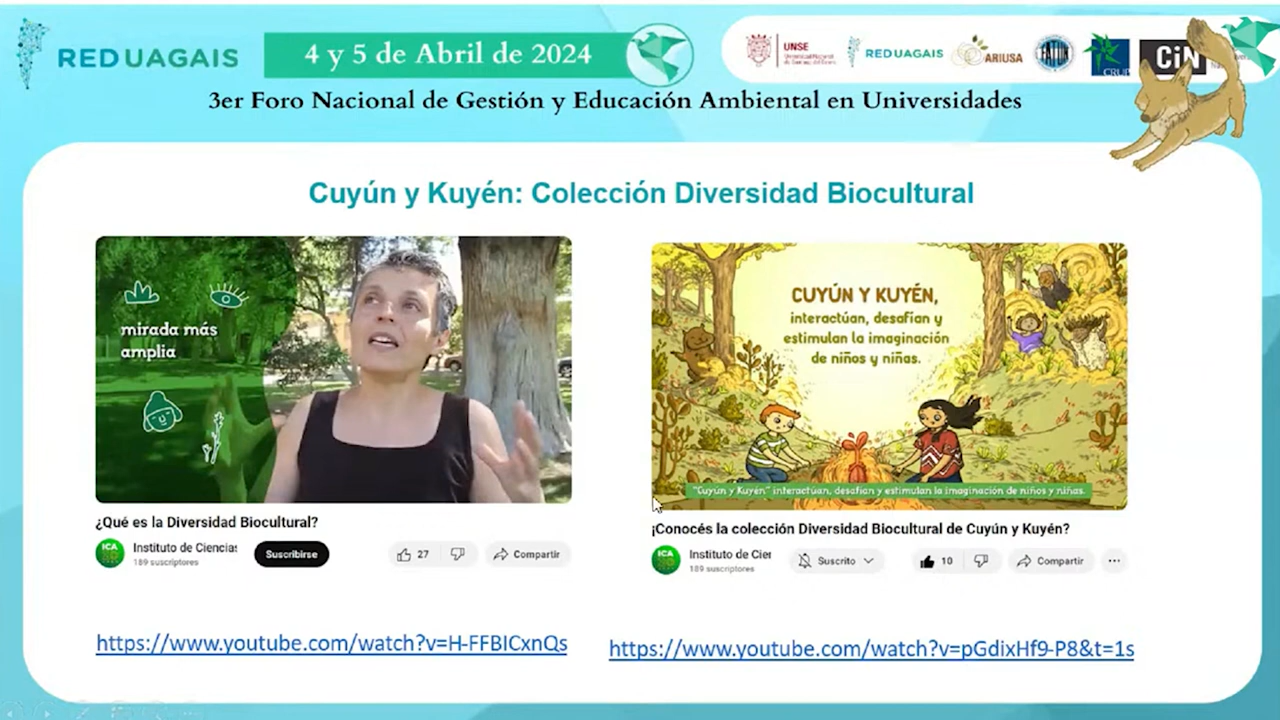 REDUAGAIS
4 y 5 de Abril de 2024
UNSE
REDUAGAIS
ARIUSA
FATUN
CRUP
CiN
3er Foro Nacional de Gestión y Educación Ambiental en Universidades
Cuyún y Kuyén: Colección Diversidad Biocultural
mirada más
amplia
CUYÚN Y KUYÉN,
interactúan, desafían y
estimulan la imaginación
de niños y niñas.
"Cuyún y Kuyén" interactúan, desafían y estimulan la imaginación de niños y niñas.
¿Qué es la Diversidad Biocultural?
ICA
Instituto de Ciencias
189 suscriptores
Suscribirse
27
Compartir
¡Conocés la colección Diversidad Biocultural de Cuyún y Kuyén?
ICA
Instituto de Cier
189 suscriptores
Suscrito
10
Compartir
https://www.youtube.com/watch?v=H-FFBICxnQs
https://www.youtube.com/watch?v=pGdixHf9-P8&t=1s